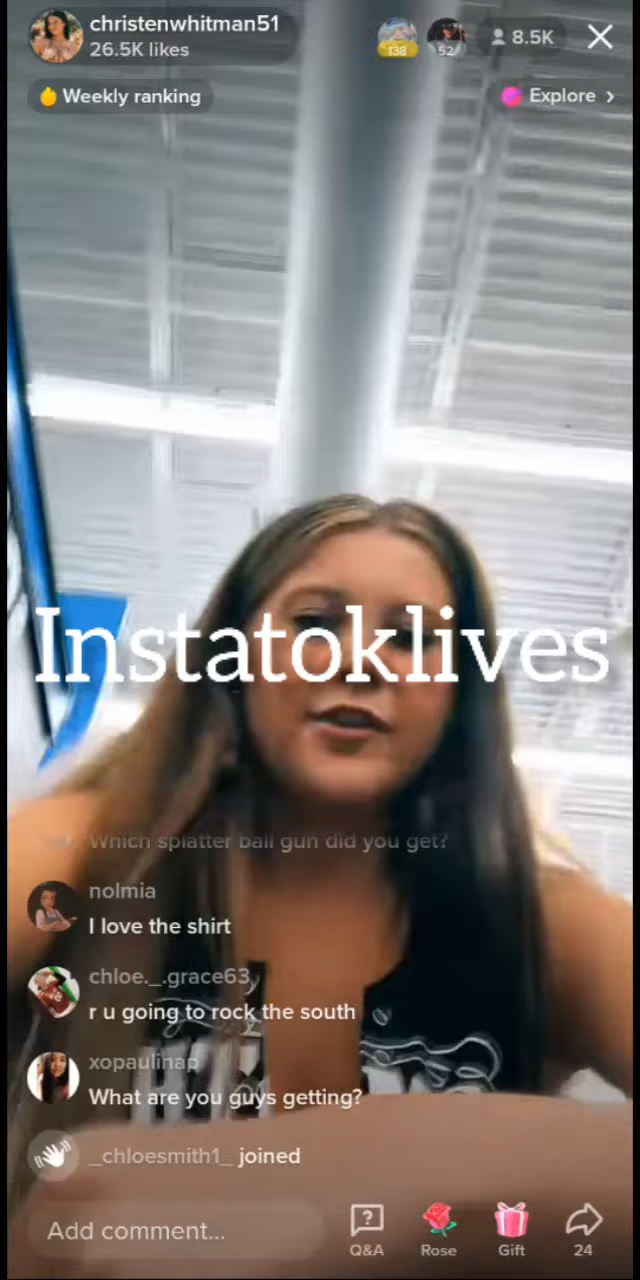 christenwhitman51
26.5K likes
138
52
8.5K
Weekly ranking
Explore
Instatoklives
Which splatter ball gun did you get?
nolmia
I love the shirt
chloe._.grace63
r u going to rock the south
xopaulinap
What are you guys getting?
_chloesmith1_ joined
Add comment...
Q&A
Rose
Gift
24